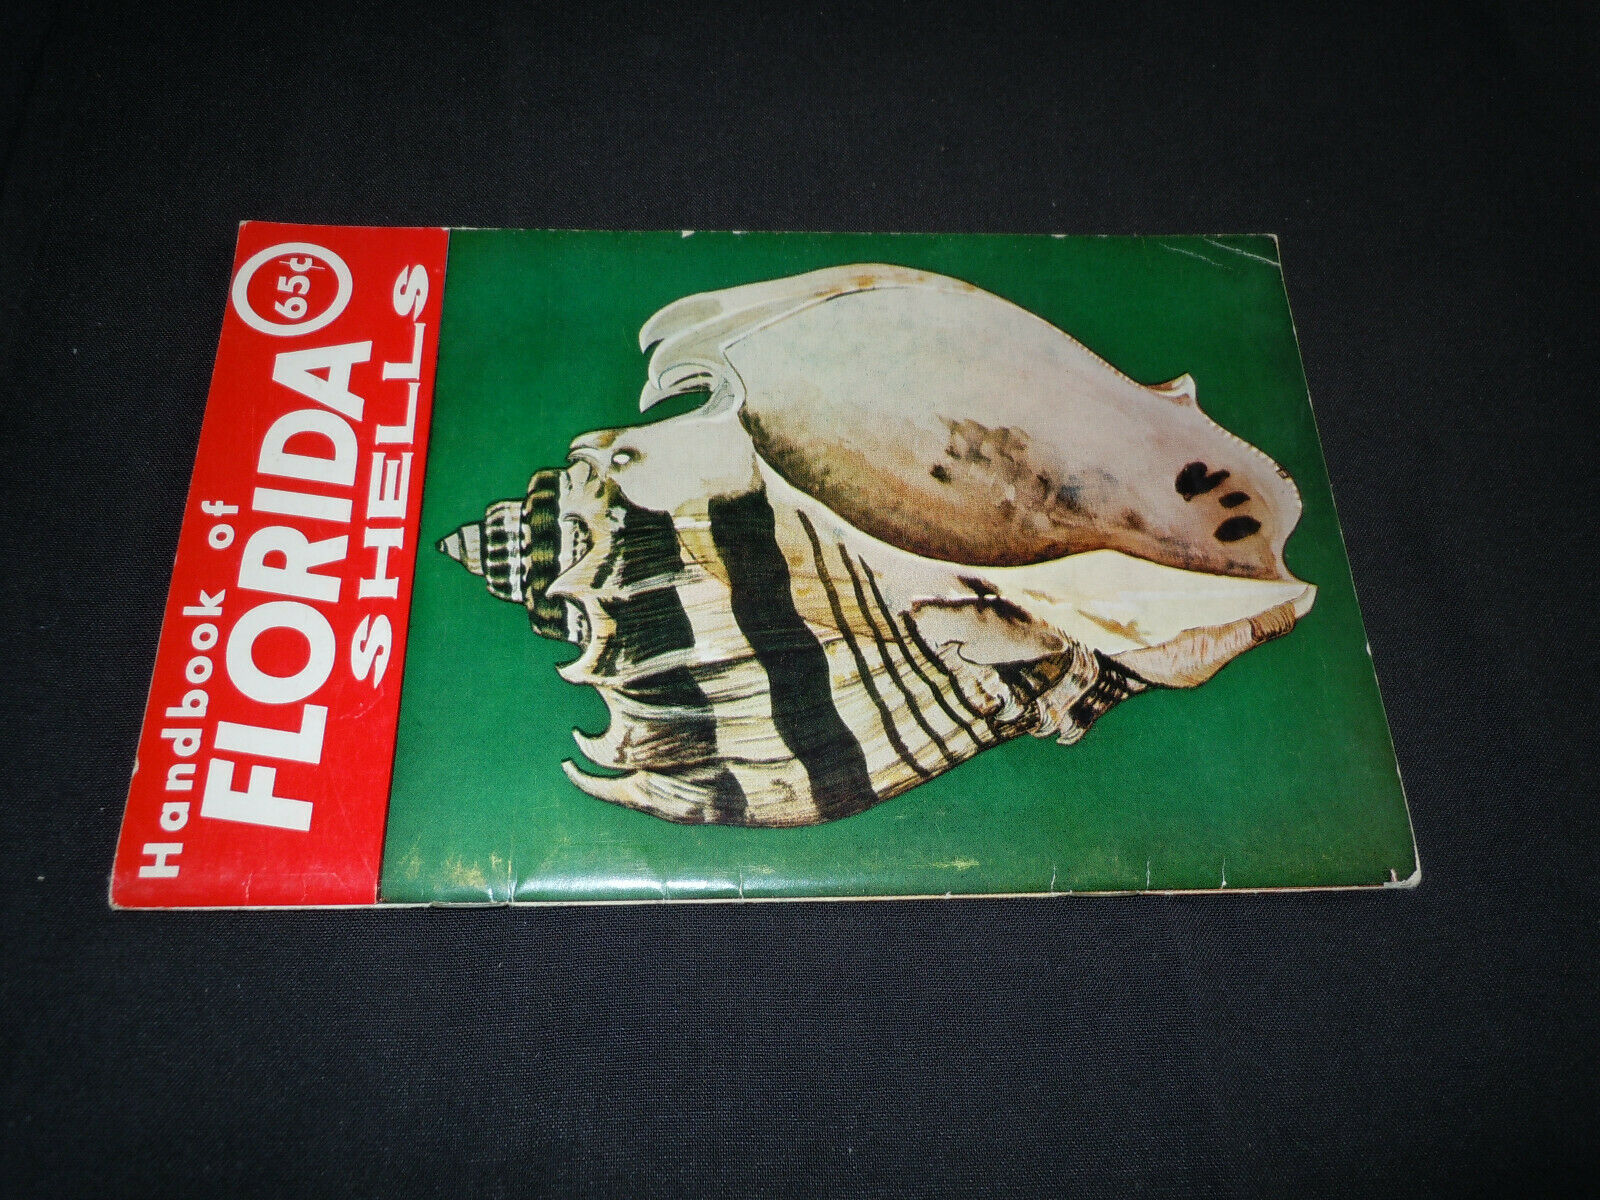 Handbook of
FLORIDA
SHELLS
65¢